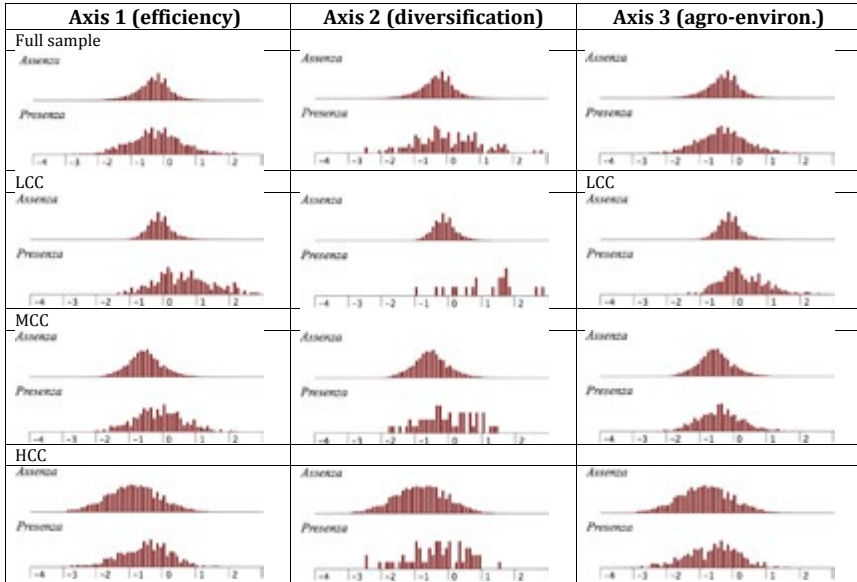 Axis 1 (efficiency) Axis 2 (diversification) Axis 3 (agro-environ.)
Full sample
Assenza Assenza Assenza
Presenza Presenza Presenza
-4 -3 -2 -1 0 1 2 -4 -3 -2 -1 0 1 2 -4 -3 -2 -1 0 1 2
LCC LCC
Assenza Assenza Assenza
Presenza Presenza Presenza
-4 -3 -2 -1 0 1 2 -4 -3 -2 -1 0 1 2 -4 -3 -2 -1 0 1 2
MCC
Assenza Assenza Assenza
Presenza Presenza Presenza
-4 -3 -2 -1 0 1 2 -4 -3 -2 -1 0 1 2 -4 -3 -2 -1 0 1 2
HCC
Assenza Assenza Assenza
Presenza Presenza Presenza
-4 -3 -2 -1 0 1 2 -4 -3 -2 -1 0 1 2 -4 -3 -2 -1 0 1 2